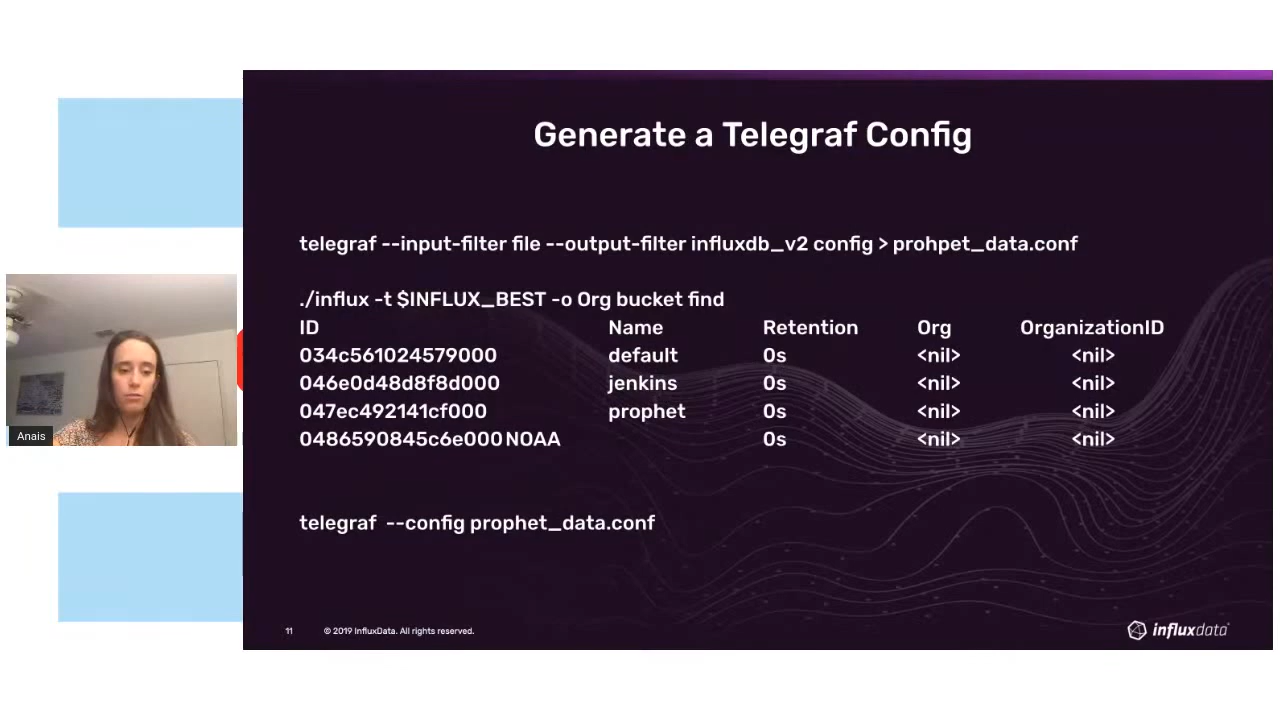 Generate a Telegraf Config
telegraf --input-filter file --output-filter influxdb_v2 config > prohpet_data.conf
./influx -t $INFLUX_BEST -o Org bucket find
ID Name Retention Org OrganizationID
034c561024579000 default 0s <nil> <nil>
046e0d48d8f8d000 jenkins 0s <nil> <nil>
047ec492141cf000 prophet 0s <nil> <nil>
0486590845c6e000 NOAA 0s <nil> <nil>
telegraf --config prophet_data.conf
Anais
11 © 2019 InfluxData. All rights reserved.
influxdata